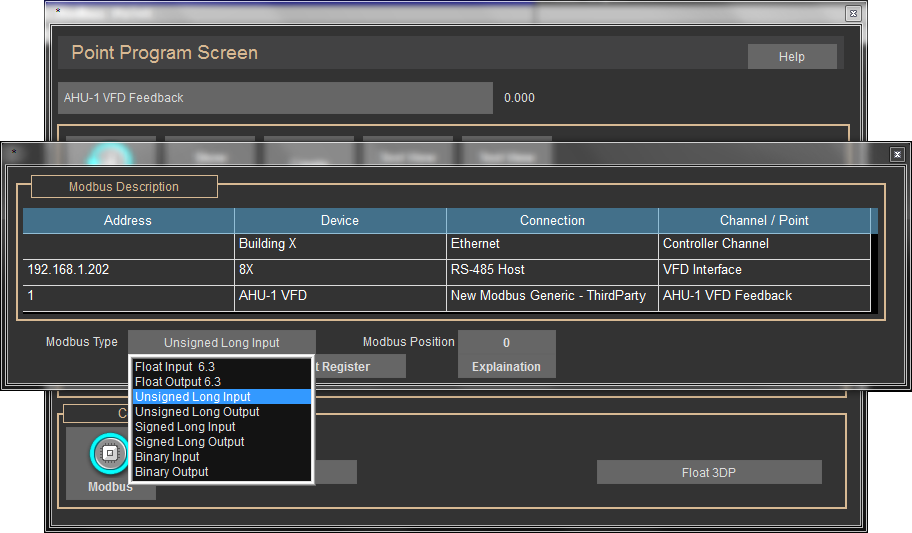 *
Point Program Screen
Help
AHU-1 VFD Feedback
0.000
*
Modbus Description
Address Device Connection Channel / Point
Building X Ethernet Controller Channel
192.168.1.202 8X RS-485 Host VFD Interface
1 AHU-1 VFD New Modbus Generic - ThirdParty AHU-1 VFD Feedback
Modbus Type Unsigned Long Input Modbus Position 0
t Register Explaination
Float Input 6.3
Float Output 6.3
Unsigned Long Input
Unsigned Long Output
Signed Long Input
Signed Long Output
Binary Input
Binary Output
C
Modbus
Float 3DP